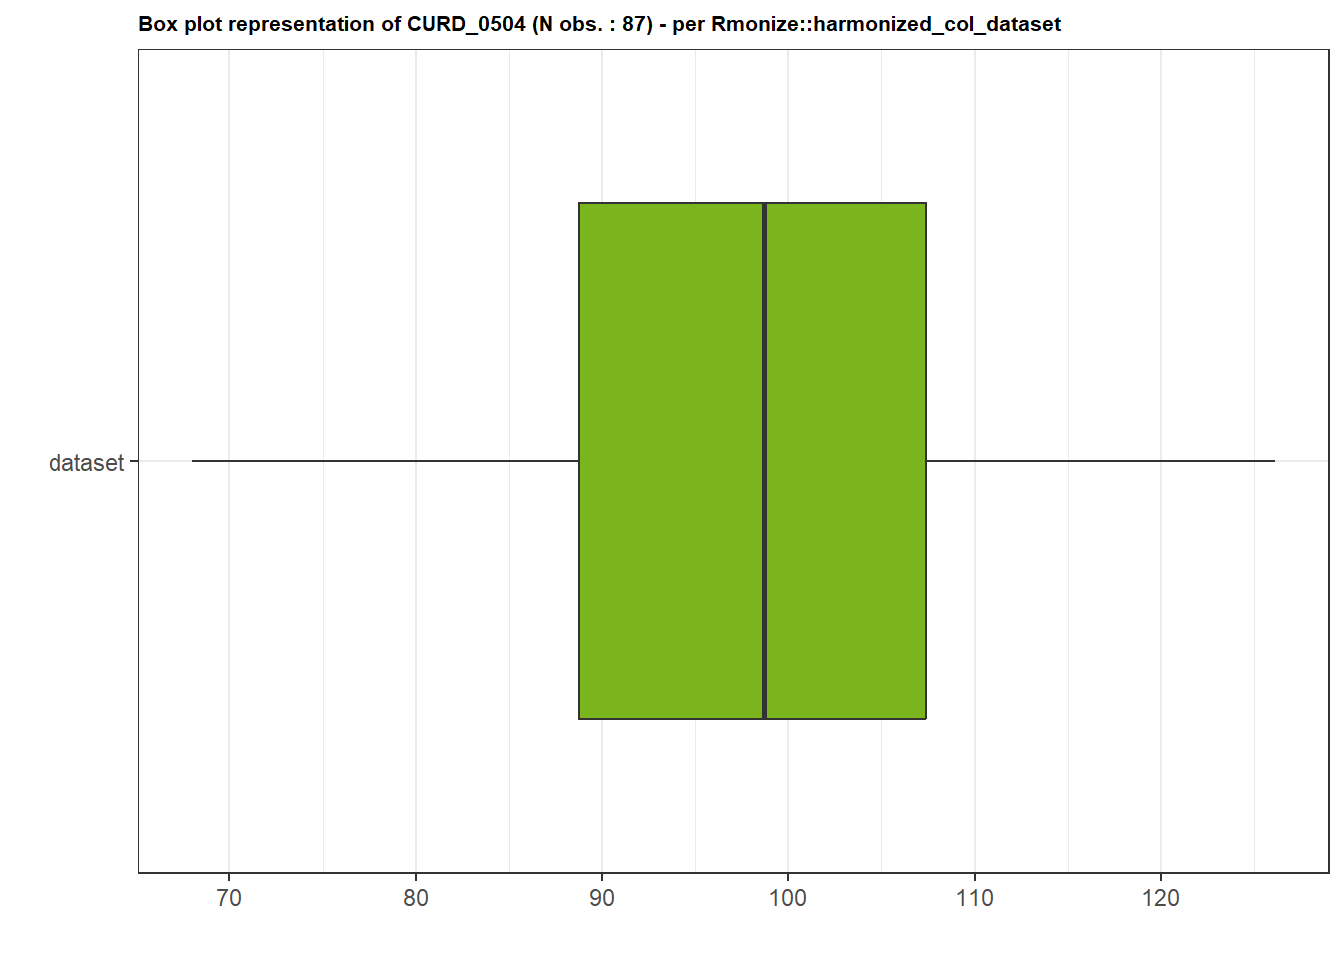 Box plot representation of CURD_0504 (N obs. : 87) - per Rmonize::harmonized_col_dataset
dataset
70 80 90 100 110 120